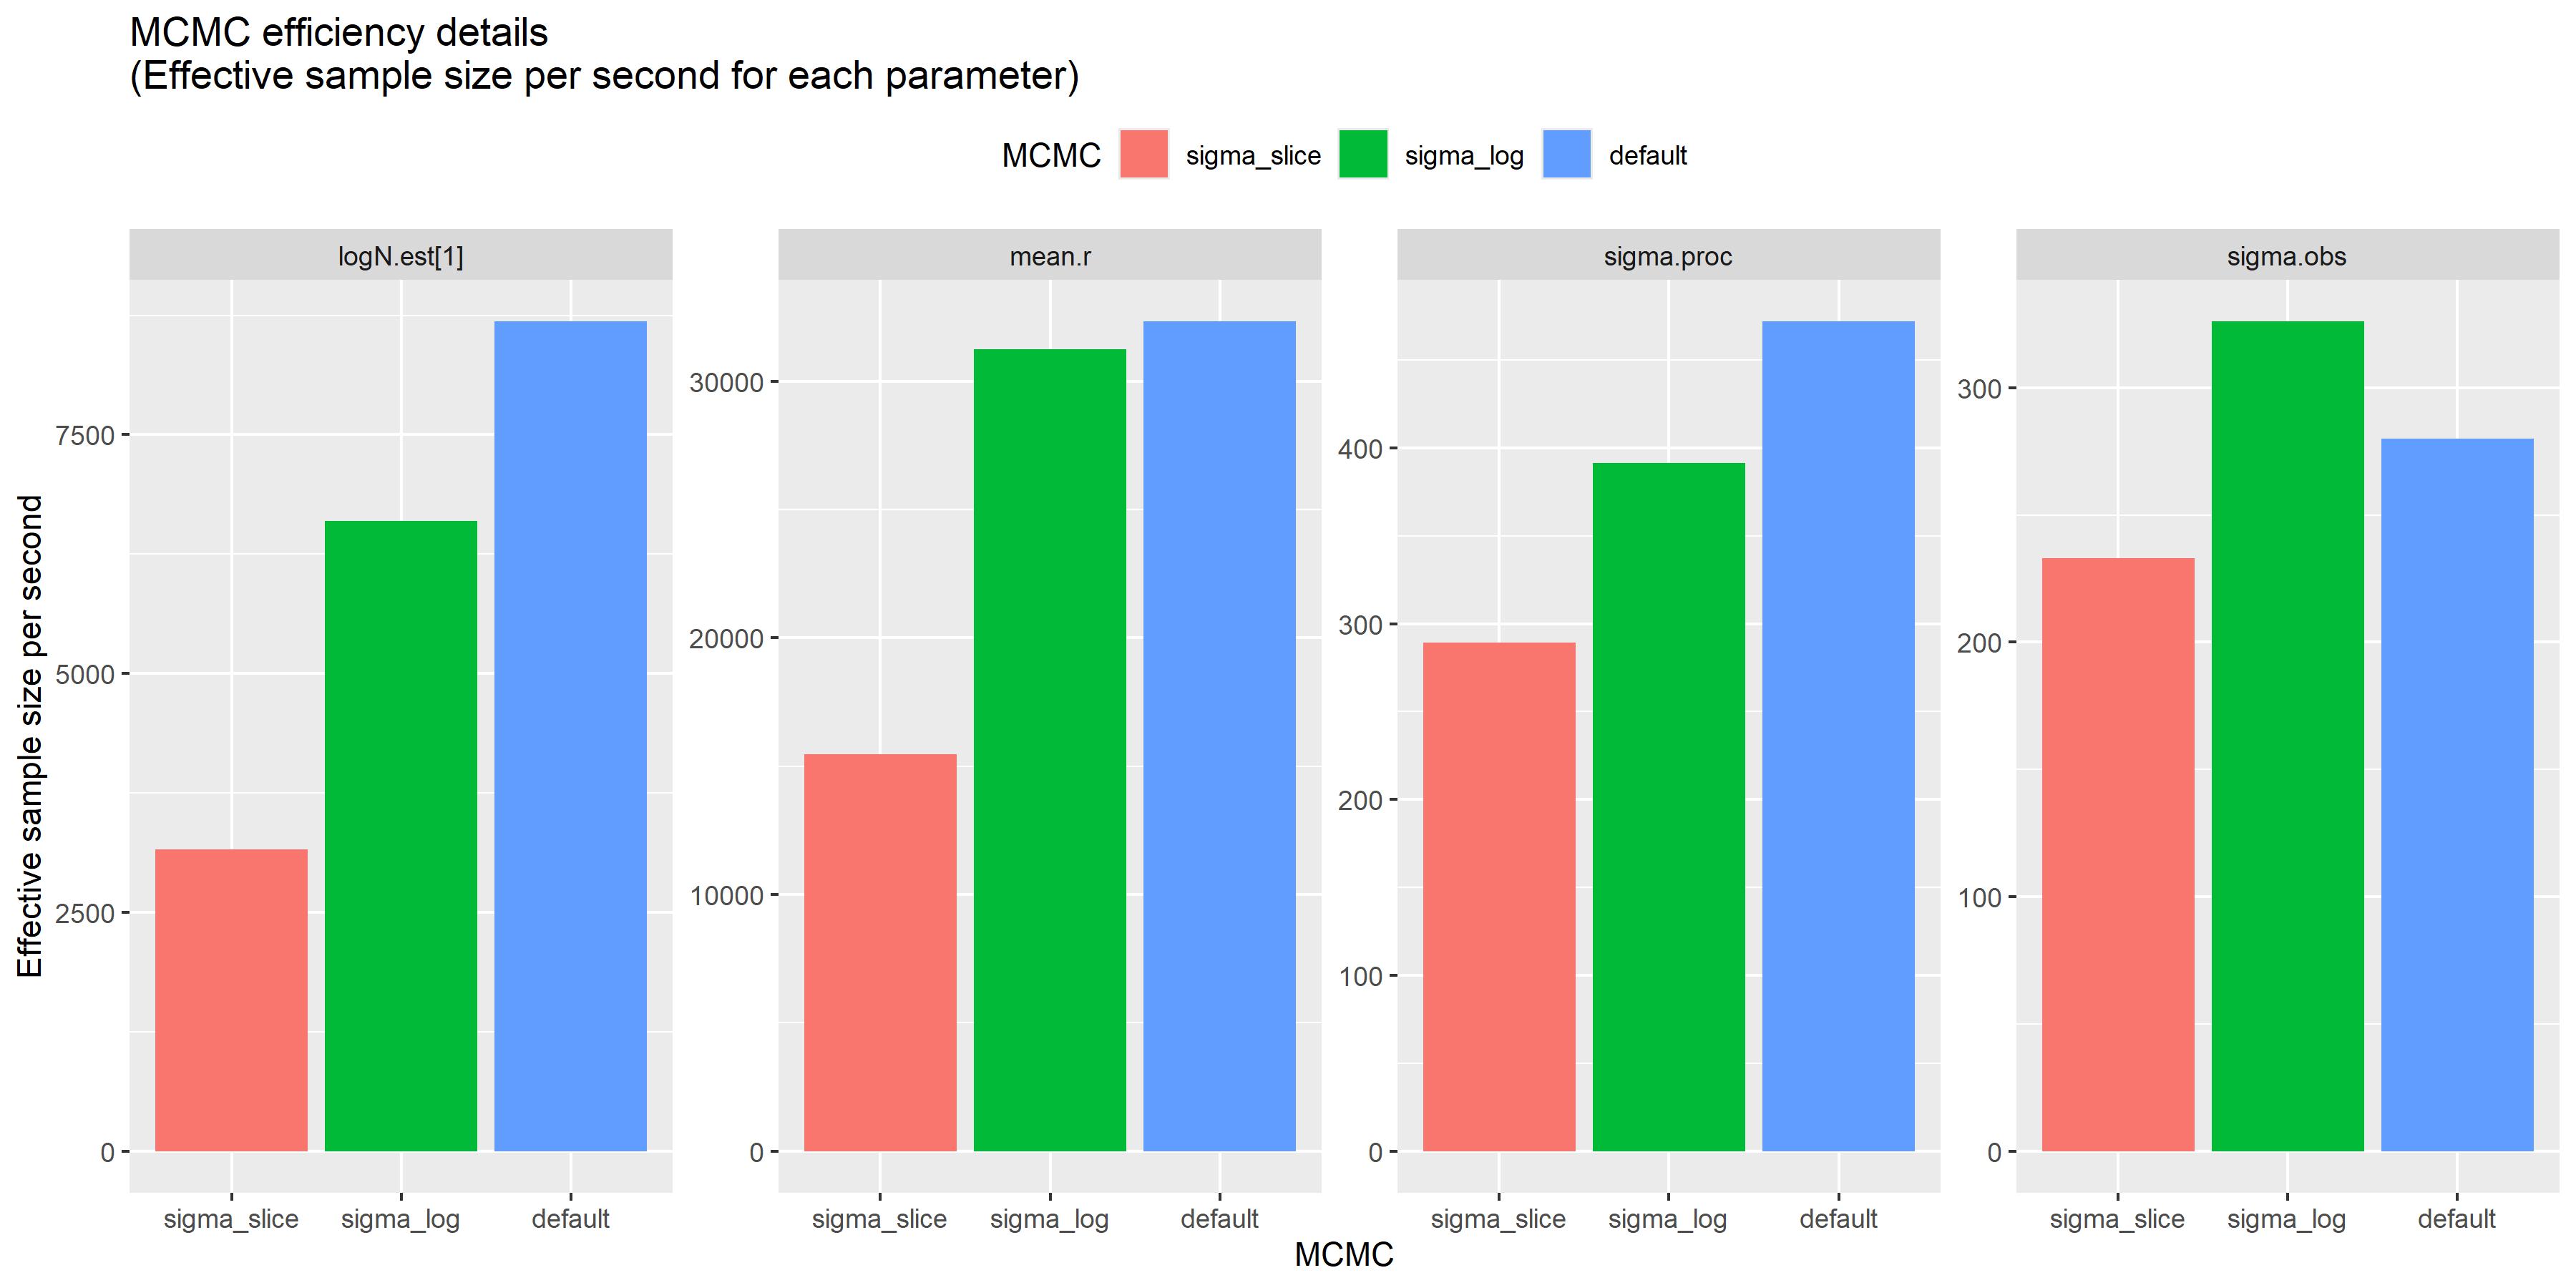 MCMC efficiency details
(Effective sample size per second for each parameter)
MCMC sigma_slice sigma_log default
logN.est[1] mean.r sigma.proc sigma.obs
Effective sample size per second
7500
5000
2500
0
30000
20000
10000
0
400
300
200
100
0
300
200
100
0
sigma_slice sigma_log default sigma_slice sigma_log default sigma_slice sigma_log default sigma_slice sigma_log default
MCMC